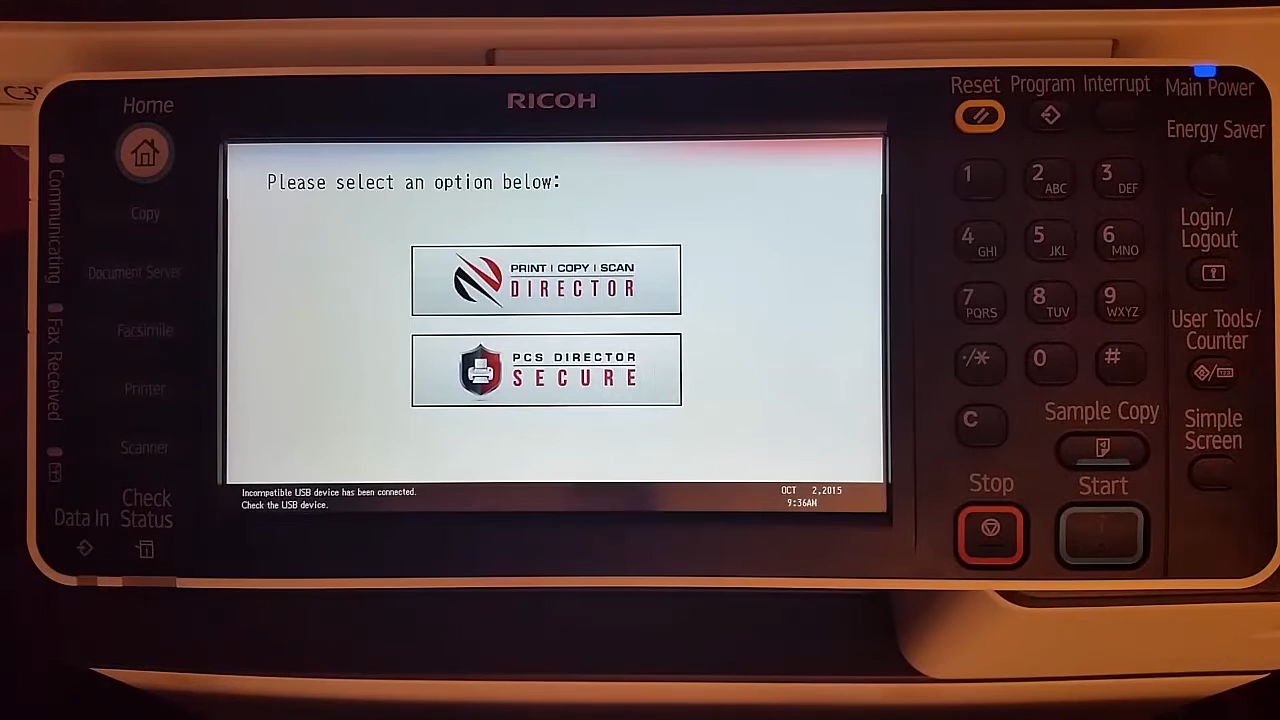 RICOH
C30
Home
Copy
Document Server
Facsimile
Printer
Scanner
Check
Status
Data In
Communicating
Fax Received
Please select an option below:
PRINT | COPY | SCAN
DIRECTOR
PCS DIRECTOR
SECURE
Incompatible USB device has been connected.
Check the USB device.
OCT 2,2015
9:36AM
Reset Program Interrupt
Main Power
Energy Saver
1
2 ABC
3 DEF
4 GHI
5 JKL
6 MNO
7 PQRS
8 TUV
9 WXYZ
·/*
0
#
C
Login/
Logout
User Tools/
Counter
123
Simple
Screen
Sample Copy
Stop
Start